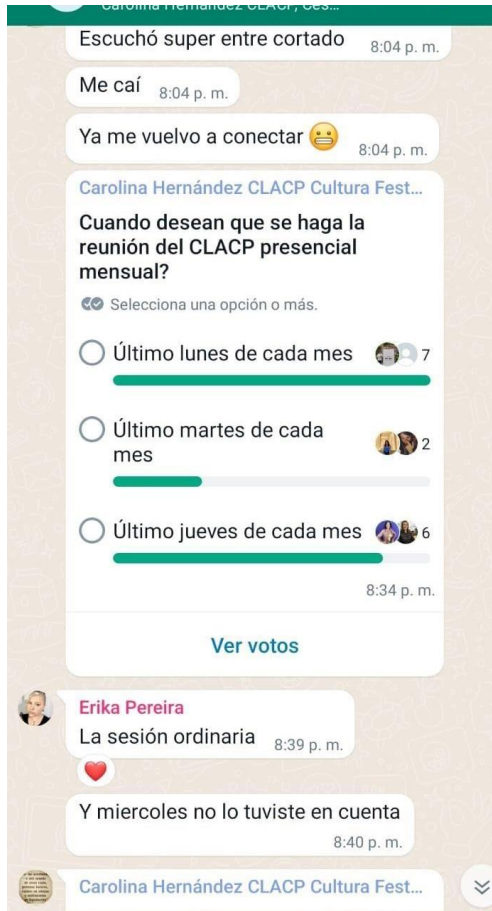 Carolina Hernández CLACP, Ces...
Escuchó super entre cortado
8:04 p. m.
Me caí
8:04 p. m.
Ya me vuelvo a conectar 😬
8:04 p. m.
Carolina Hernández CLACP Cultura Fest...
Cuando desean que se haga la
reunión del CLACP presencial
mensual?
Selecciona una opción o más.
Último lunes de cada mes
7
Último martes de cada
mes
2
Último jueves de cada mes
6
8:34 p. m.
Ver votos
Erika Pereira
La sesión ordinaria
8:39 p. m.
❤️
Y miercoles no lo tuviste en cuenta
8:40 p. m.
Carolina Hernández CLACP Cultura Fest...